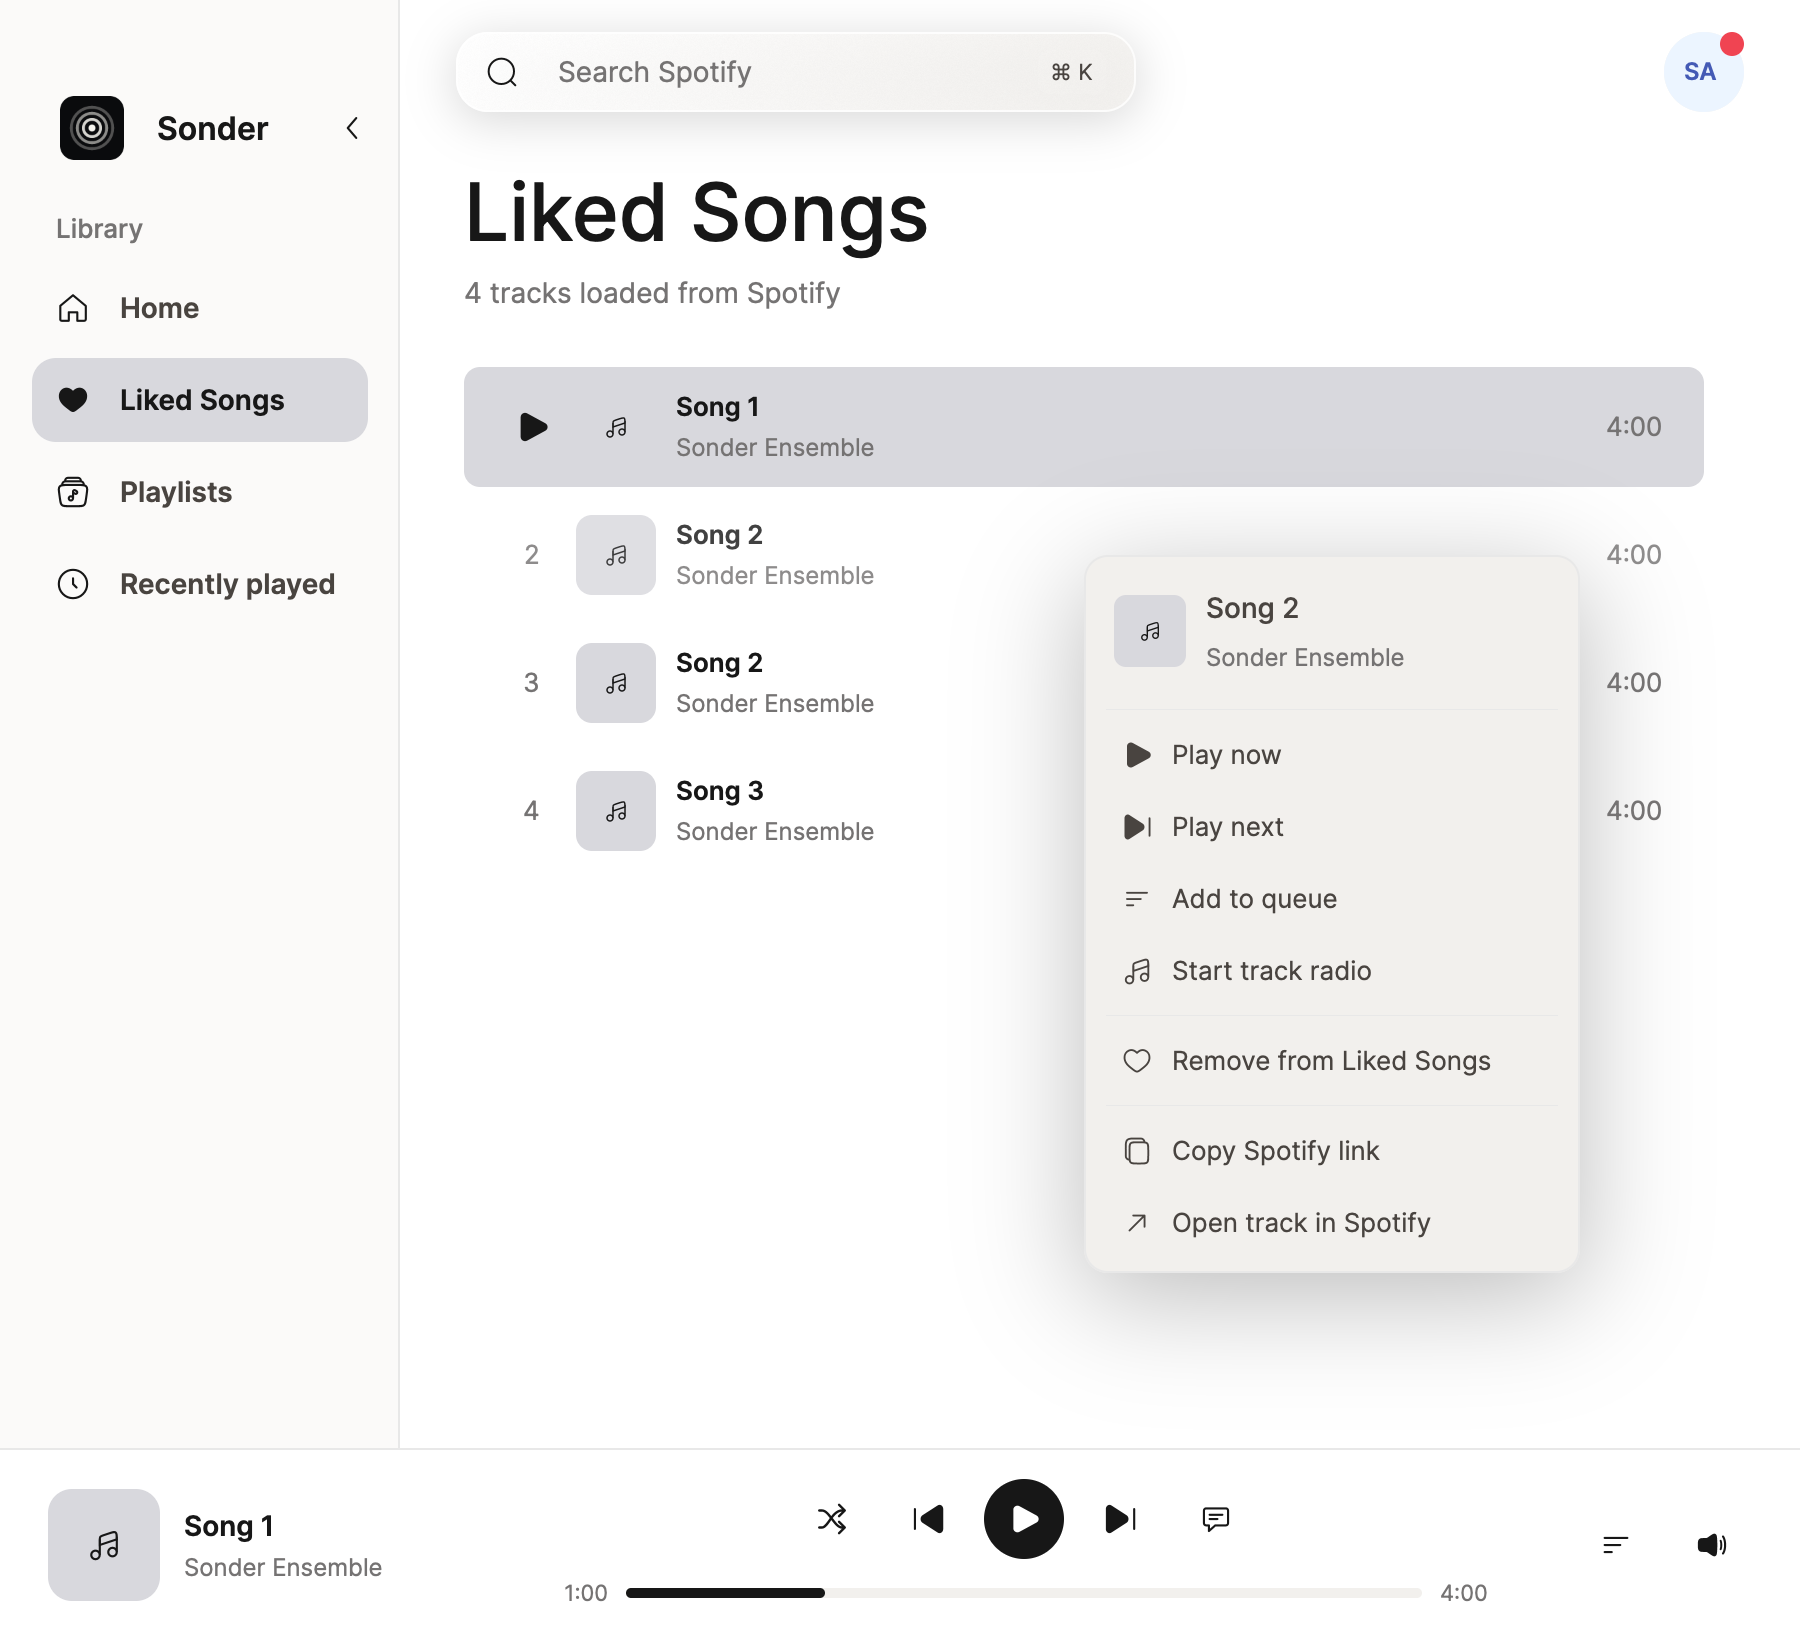 Sonder
Library
Home
Liked Songs
Playlists
Recently played
Search Spotify ⌘ K
SA
Liked Songs
4 tracks loaded from Spotify
Song 1
Sonder Ensemble
4:00
2
Song 2
Sonder Ensemble
4:00
3
Song 2
Sonder Ensemble
4:00
4
Song 3
Sonder Ensemble
4:00
Song 2
Sonder Ensemble
Play now
Play next
Add to queue
Start track radio
Remove from Liked Songs
Copy Spotify link
Open track in Spotify
Song 1
Sonder Ensemble
1:00
4:00